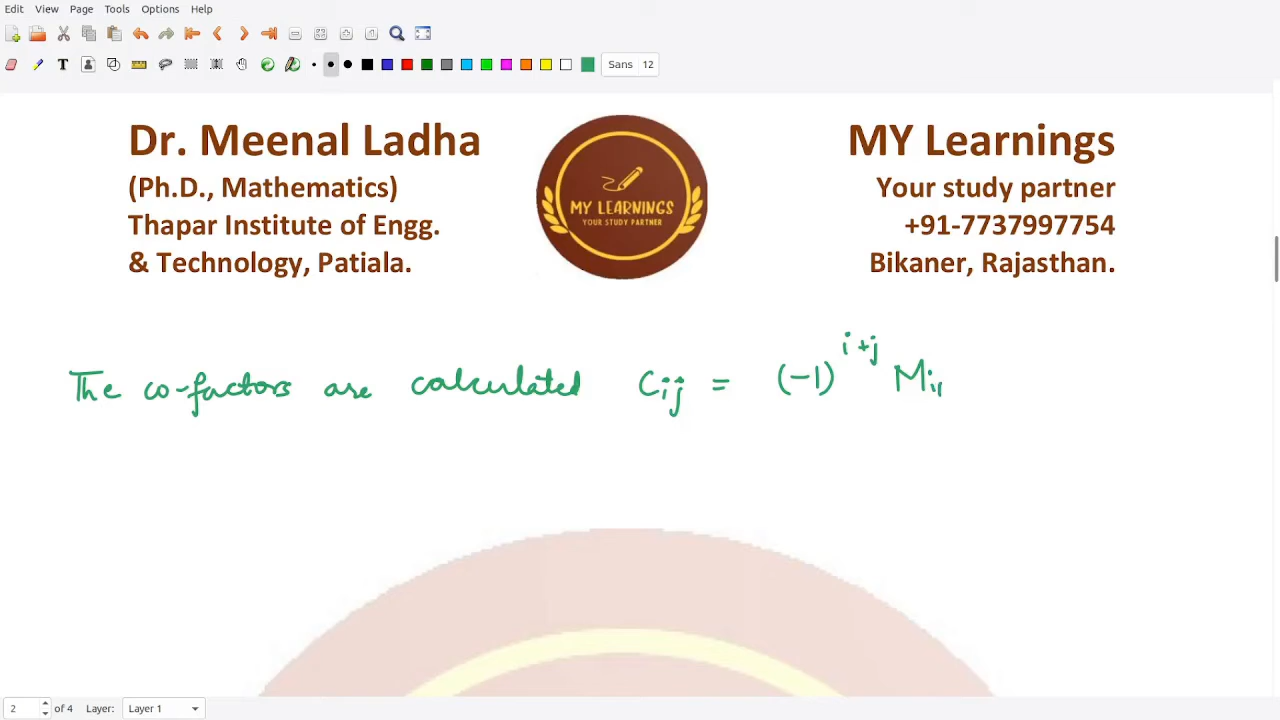 Edit View Page Tools Options Help
T Sans 12
Dr. Meenal Ladha
(Ph.D., Mathematics)
Thapar Institute of Engg.
& Technology, Patiala.
MY LEARNINGS
YOUR STUDY PARTNER
MY Learnings
Your study partner
+91-7737997754
Bikaner, Rajasthan.
The co-factors are calculated Cij = (-1)^i+j Mi
2 of 4 Layer: Layer 1